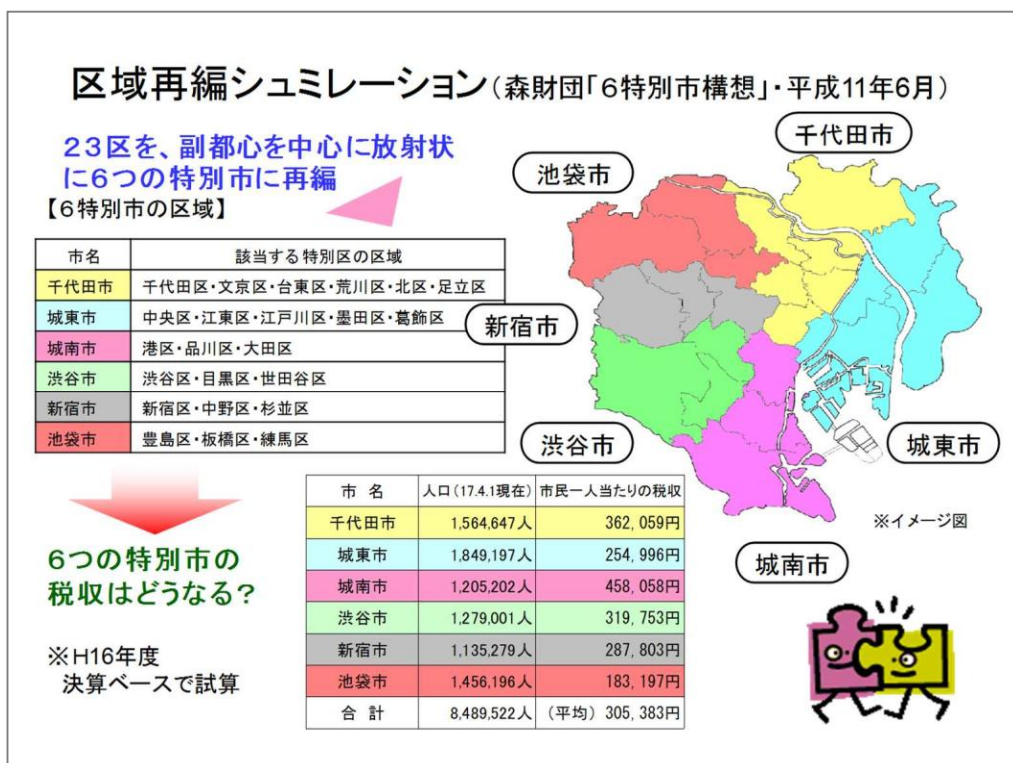 区域再編シュミレーション(森財団「6特別市構想」・平成11年6月)
23区を、副都心を中心に放射状
に6つの特別市に再編
【6特別市の区域】
市名 該当する特別区の区域
千代田市 千代田区・文京区・台東区・荒川区・北区・足立区
城東市 中央区・江東区・江戸川区・墨田区・葛飾区
城南市 港区・品川区・大田区
渋谷市 渋谷区・目黒区・世田谷区
新宿市 新宿区・中野区・杉並区
池袋市 豊島区・板橋区・練馬区
千代田市
池袋市
新宿市
渋谷市
城東市
城南市
※イメージ図
6つの特別市の
税収はどうなる?
※H16年度
決算ベースで試算
市 名 人口(17.4.1現在) 市民一人当たりの税収
千代田市 1,564,647人 362,059円
城東市 1,849,197人 254,996円
城南市 1,205,202人 458,058円
渋谷市 1,279,001人 319,753円
新宿市 1,135,279人 287,803円
池袋市 1,456,196人 183,197円
合 計 8,489,522人 (平均) 305,383円